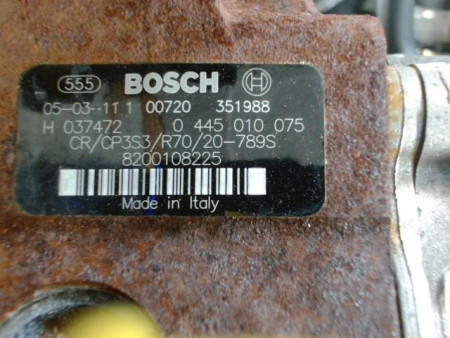 555 BOSCH
05-03-11 1 00720 351988
H 037472 0 445 010 075
CR/CP3S3/R70/20-789S
8200108225
Made in Italy